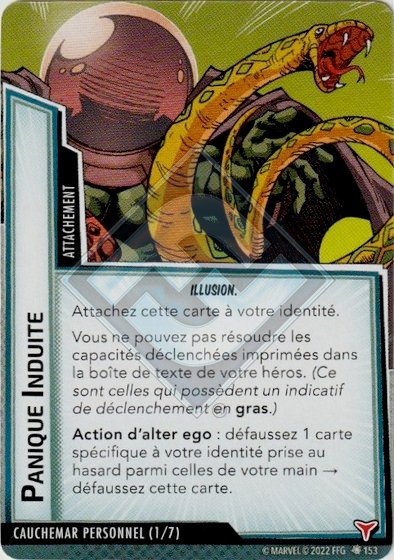 ATTACHEMENT
PANIQUE INDUITE
ILLUSION.
Attachez cette carte à votre identité.
Vous ne pouvez pas résoudre les
capacités déclenchées imprimées dans
la boîte de texte de votre héros. (Ce
sont celles qui possèdent un indicatif
de déclenchement en gras.)
Action d'alter ego : défaussez 1 carte
spécifique à votre identité prise au
hasard parmi celles de votre main →
défaussez cette carte.
CAUCHEMAR PERSONNEL (1/7)
© MARVEL © 2022 FFG 153